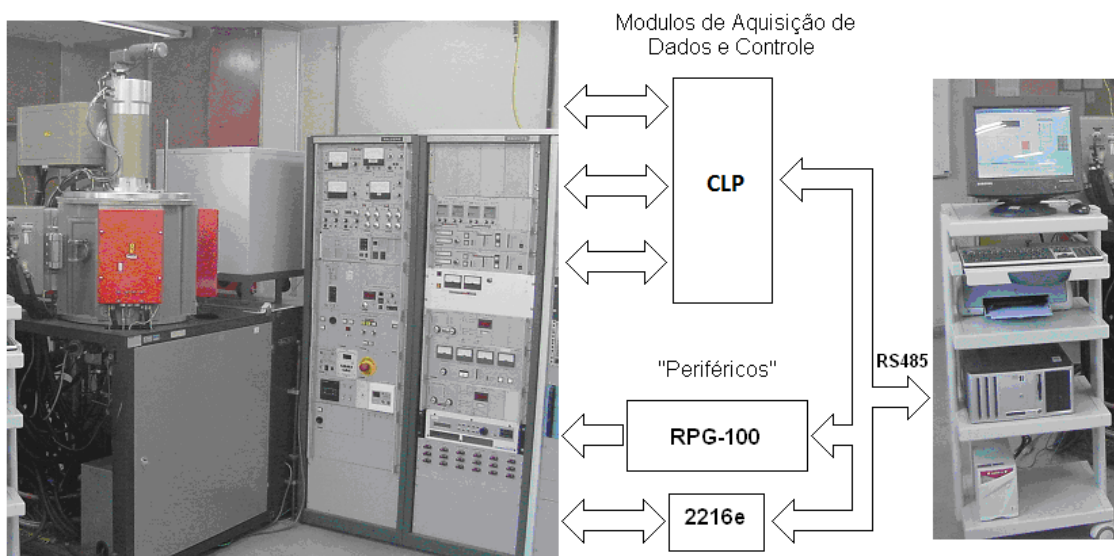 Modulos de Aquisição de
Dados e Controle
CLP
RS485
"Periféricos"
RPG-100
2216e